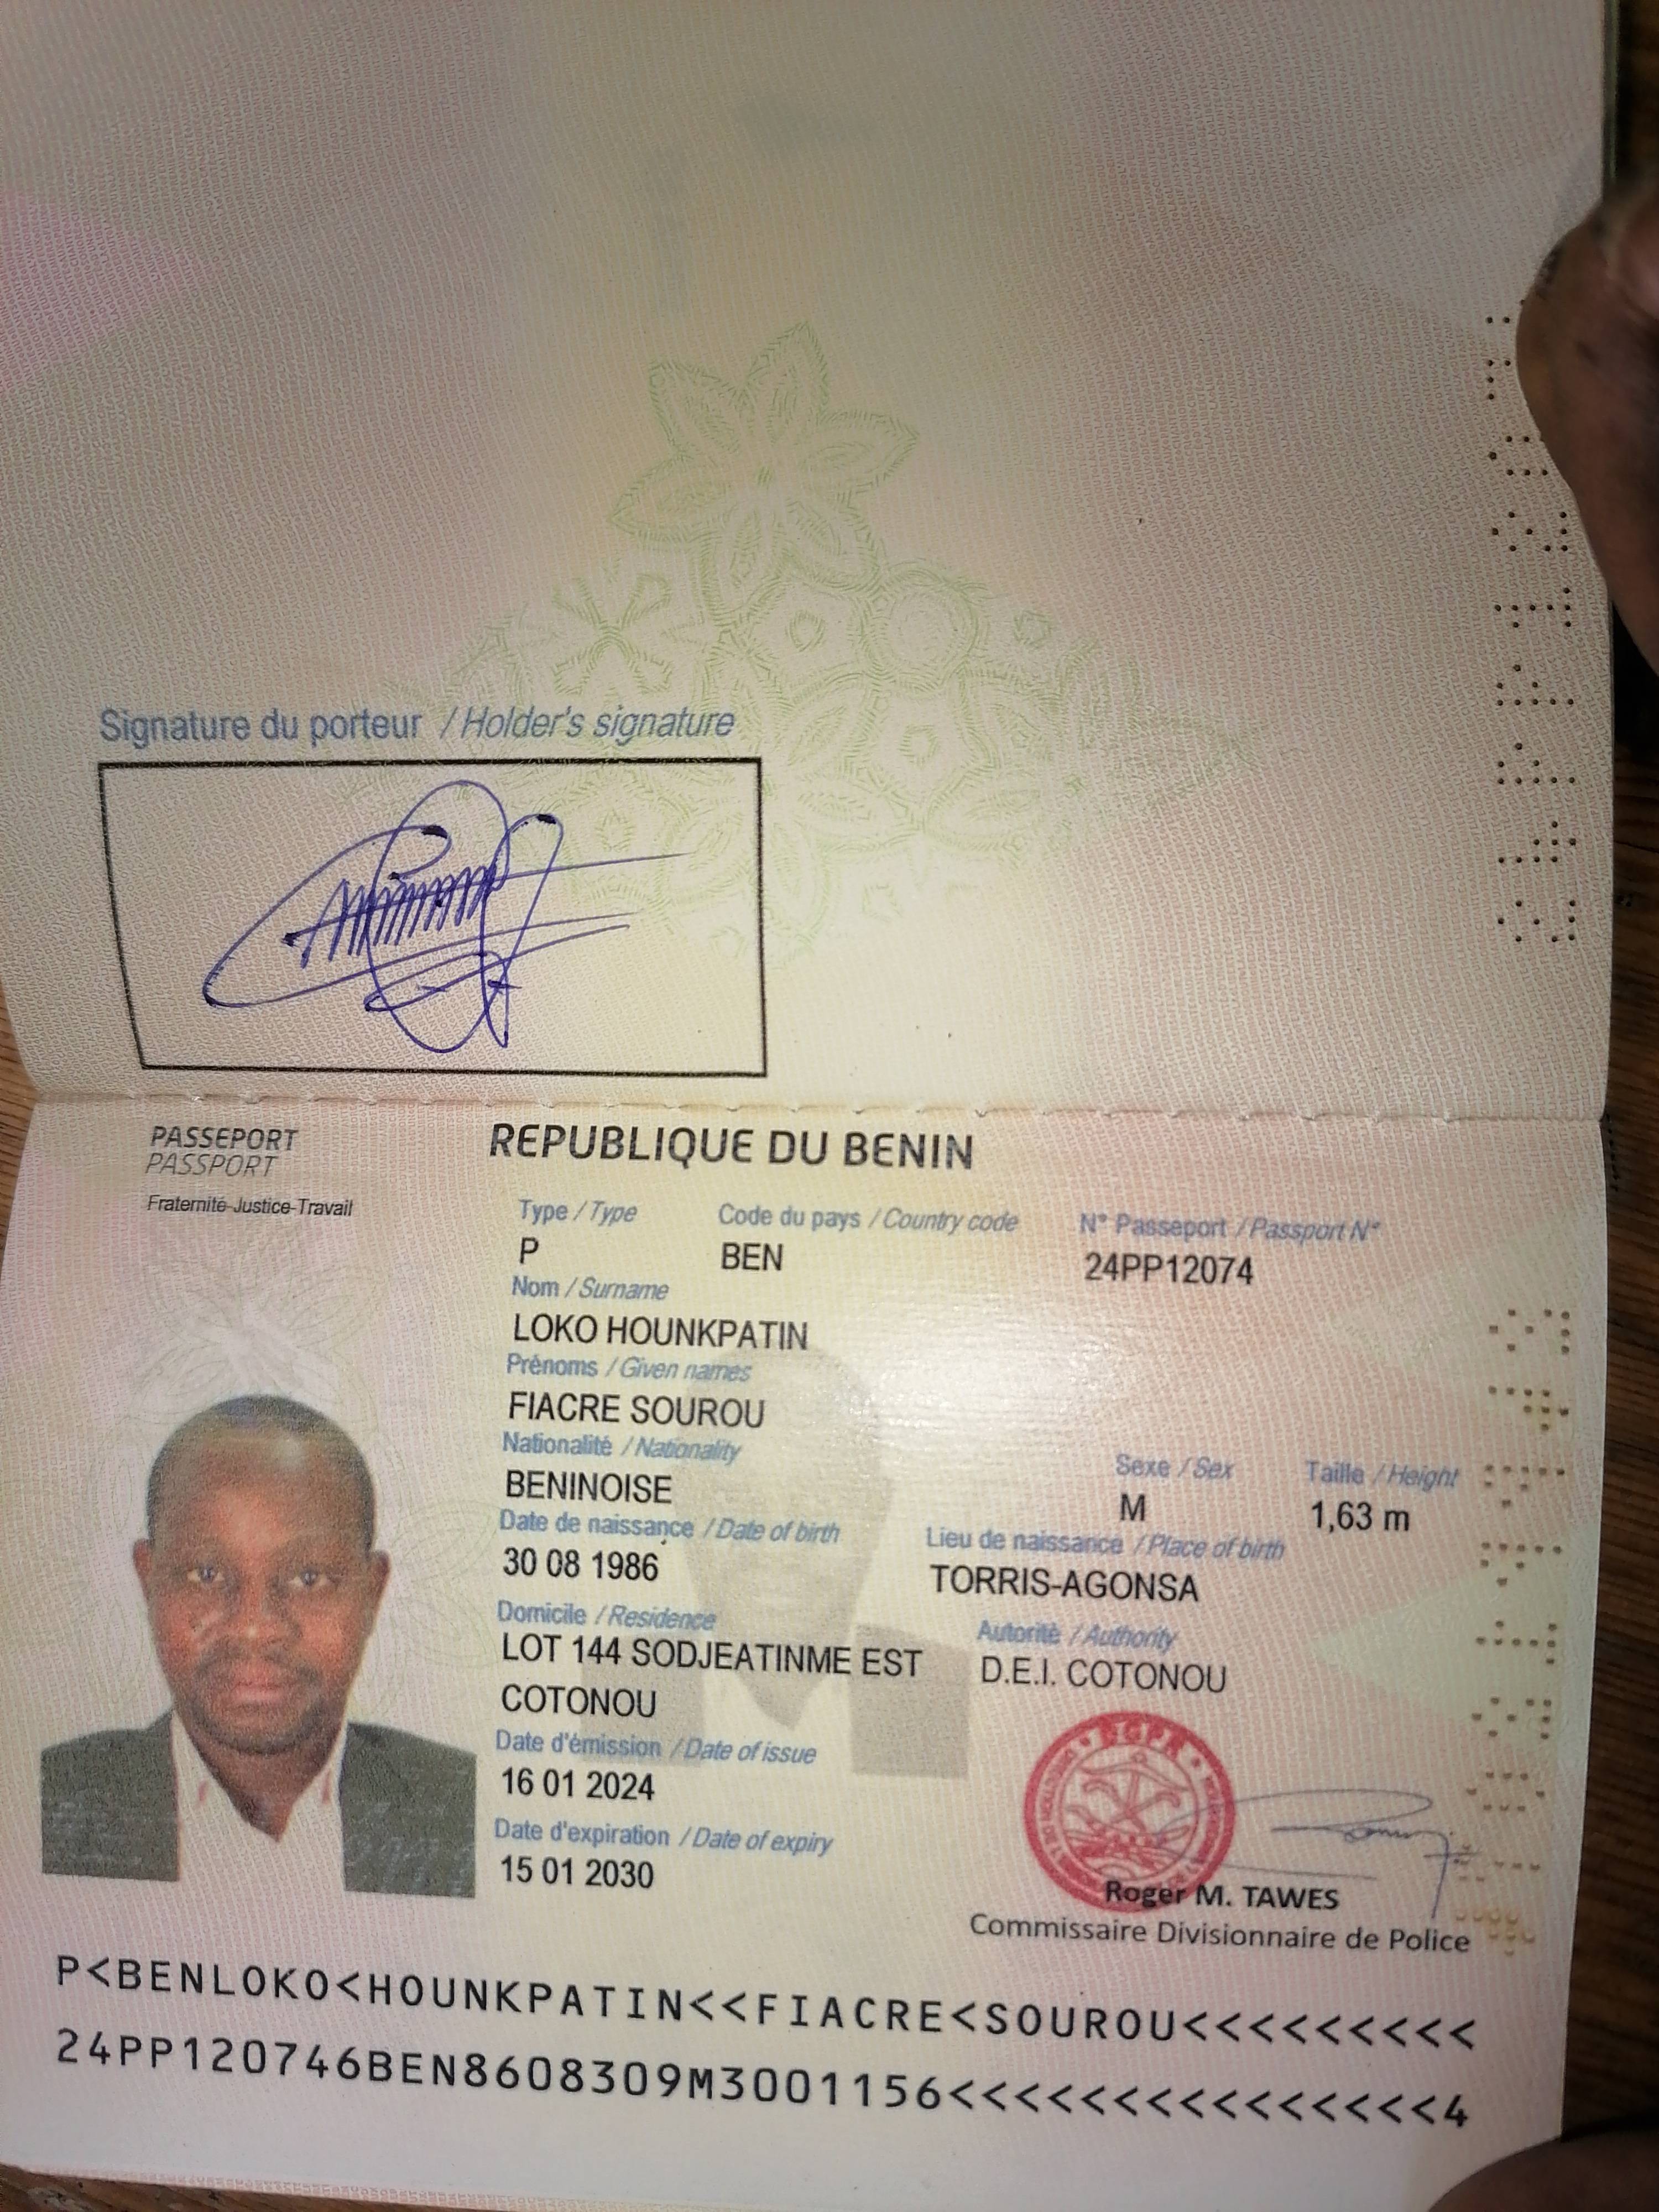 Signature du porteur / Holder's signature
PASSEPORT
PASSPORT
Fraternité-Justice-Travail
REPUBLIQUE DU BENIN
Type / Type
Code du pays / Country code
N° Passeport / Passport N°
P
BEN
24PP12074
Nom / Surname
LOKO HOUNKPATIN
Prénoms / Given names
FIACRE SOUROU
Nationalité / Nationality
Sexe / Sex
Taille / Height
BENINOISE
M
1,63 m
Date de naissance / Date of birth
Lieu de naissance / Place of birth
30 08 1986
TORRIS-AGONSA
Domicile / Residence
Autorité / Authority
LOT 144 SODJEATINME EST
COTONOU
D.E.I. COTONOU
Date d'émission / Date of issue
16 01 2024
Date d'expiration / Date of expiry
15 01 2030
Roger M. TAWES
Commissaire Divisionnaire de Police
P<BENLOKO<HOUNKPATIN<<FIACRE<SOUROU<<<<<<<<<
24PP120746BEN8608309M3001156<<<<<<<<<<<<<<<4